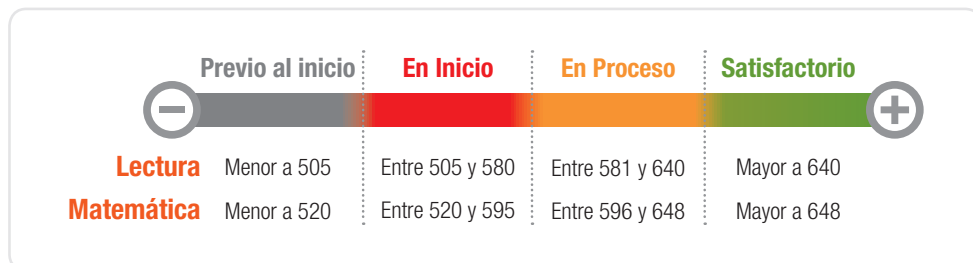 Previo al inicio En Inicio En Proceso Satisfactorio
Lectura Menor a 505 Entre 505 y 580 Entre 581 y 640 Mayor a 640
Matemática Menor a 520 Entre 520 y 595 Entre 596 y 648 Mayor a 648